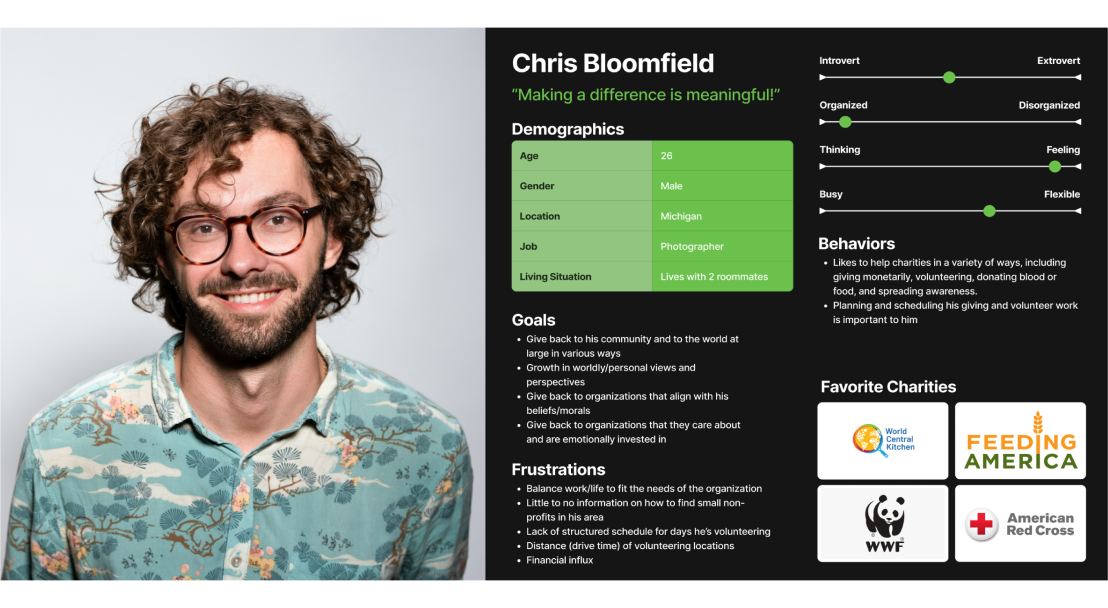 Chris Bloomfield
“Making a difference is meaningful!”
Demographics
Age 26
Gender Male
Location Michigan
Job Photographer
Living Situation Lives with 2 roommates
Goals
• Give back to his community and to the world at
large in various ways
• Growth in worldly/personal views and
perspectives
• Give back to organizations that align with his
beliefs/morals
• Give back to organizations that they care about
and are emotionally invested in
Frustrations
• Balance work/life to fit the needs of the organization
• Little to no information on how to find small non-
profits in his area
• Lack of structured schedule for days he’s volunteering
• Distance (drive time) of volunteering locations
• Financial influx
Introvert Extrovert
Organized Disorganized
Thinking Feeling
Busy Flexible
Behaviors
• Likes to help charities in a variety of ways, including
giving monetarily, volunteering, donating blood or
food, and spreading awareness.
• Planning and scheduling his giving and volunteer work
is important to him
Favorite Charities
World
Central
Kitchen
FEEDING
AMERICA
WWF
American
Red Cross